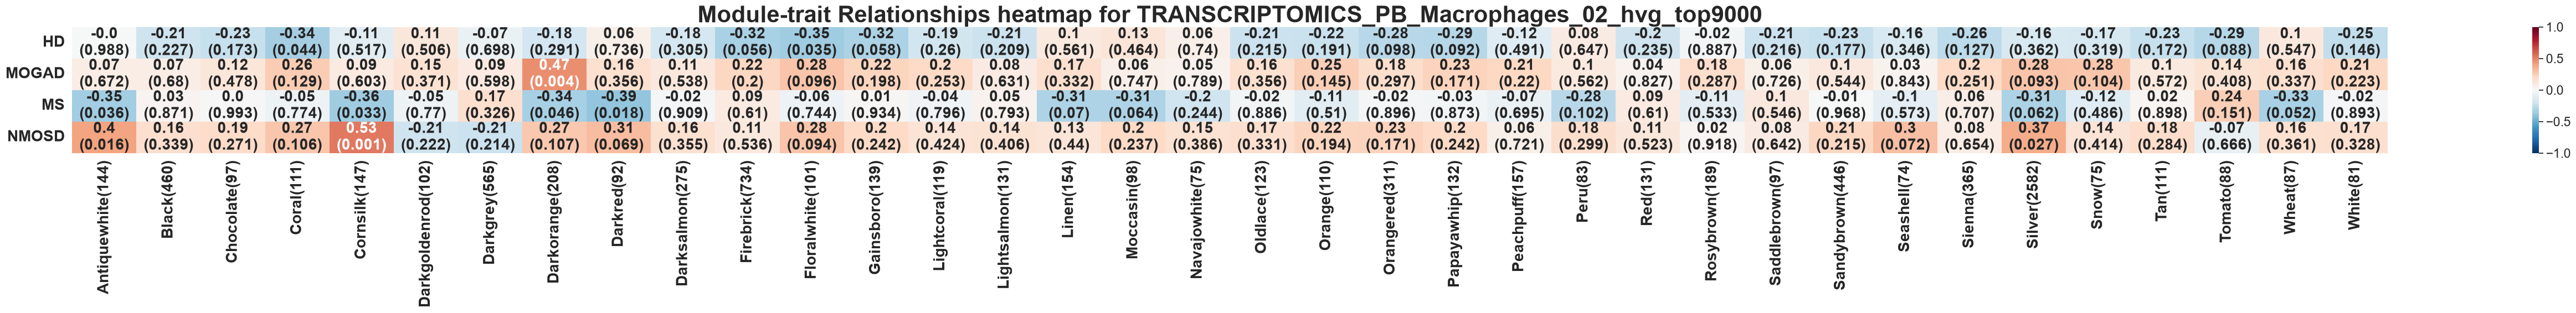 Module-trait Relationships heatmap for TRANSCRIPTOMICS_PB_Macrophages_02_hvg_top9000
HD
-0.0 -0.21 -0.23 -0.34 -0.11 0.11 -0.07 -0.18 0.06 -0.18 -0.32 -0.35 -0.32 -0.19 -0.21 0.1 0.13 0.06 -0.21 -0.22 -0.28 -0.29 -0.12 0.08 -0.2 -0.02 -0.21 -0.23 -0.16 -0.26 -0.16 -0.17 -0.23 -0.29 0.1 -0.25
(0.988) (0.227) (0.173) (0.044) (0.517) (0.506) (0.698) (0.291) (0.736) (0.305) (0.056) (0.035) (0.058) (0.26) (0.209) (0.561) (0.464) (0.74) (0.215) (0.191) (0.098) (0.092) (0.491) (0.647) (0.235) (0.887) (0.216) (0.177) (0.346) (0.127) (0.362) (0.319) (0.172) (0.088) (0.547) (0.146)
MOGAD
0.07 0.07 0.12 0.26 0.09 0.15 0.09 0.47 0.16 0.11 0.22 0.28 0.22 0.2 0.08 0.17 0.06 0.05 0.16 0.25 0.18 0.23 0.21 0.1 0.04 0.18 0.06 0.1 0.03 0.2 0.28 0.28 0.1 0.14 0.16 0.21
(0.672) (0.68) (0.478) (0.129) (0.603) (0.371) (0.598) (0.004) (0.356) (0.538) (0.2) (0.096) (0.198) (0.253) (0.631) (0.332) (0.747) (0.789) (0.356) (0.145) (0.297) (0.171) (0.22) (0.562) (0.827) (0.287) (0.726) (0.544) (0.843) (0.251) (0.093) (0.104) (0.572) (0.408) (0.337) (0.223)
MS
-0.35 0.03 0.0 -0.05 -0.36 -0.05 0.17 -0.34 -0.39 -0.02 0.09 -0.06 0.01 -0.04 0.05 -0.31 -0.31 -0.2 -0.02 -0.11 -0.02 -0.03 -0.07 -0.28 0.09 -0.11 0.1 -0.01 -0.1 0.06 -0.31 -0.12 0.02 0.24 -0.33 -0.02
(0.036) (0.871) (0.993) (0.774) (0.033) (0.77) (0.326) (0.046) (0.018) (0.909) (0.61) (0.744) (0.934) (0.796) (0.793) (0.07) (0.064) (0.244) (0.886) (0.51) (0.896) (0.873) (0.695) (0.102) (0.61) (0.533) (0.546) (0.968) (0.573) (0.707) (0.062) (0.486) (0.898) (0.151) (0.052) (0.893)
NMOSD
0.4 0.16 0.19 0.27 0.53 -0.21 -0.21 0.27 0.31 0.16 0.11 0.28 0.2 0.14 0.14 0.13 0.2 0.15 0.17 0.22 0.23 0.2 0.06 0.18 0.11 0.02 0.08 0.21 0.3 0.08 0.37 0.14 0.18 -0.07 0.16 0.17
(0.016) (0.339) (0.271) (0.106) (0.001) (0.222) (0.214) (0.107) (0.069) (0.355) (0.536) (0.094) (0.242) (0.424) (0.406) (0.44) (0.237) (0.386) (0.331) (0.194) (0.171) (0.242) (0.721) (0.299) (0.523) (0.918) (0.642) (0.215) (0.072) (0.654) (0.027) (0.414) (0.284) (0.666) (0.361) (0.328)
Antiquewhite(144)
Black(460)
Chocolate(97)
Coral(111)
Cornsilk(147)
Darkgoldenrod(102)
Darkgrey(565)
Darkorange(208)
Darkred(92)
Darksalmon(275)
Firebrick(734)
Floralwhite(101)
Gainsboro(139)
Lightcoral(119)
Lightsalmon(131)
Linen(154)
Moccasin(98)
Navajowhite(75)
Oldlace(123)
Orange(110)
Orangered(311)
Papayawhip(132)
Peachpuff(157)
Peru(83)
Red(131)
Rosybrown(189)
Saddlebrown(97)
Sandybrown(446)
Seashell(74)
Sienna(365)
Silver(2582)
Snow(75)
Tan(111)
Tomato(88)
Wheat(87)
White(81)
1.0
0.5
0.0
−0.5
−1.0